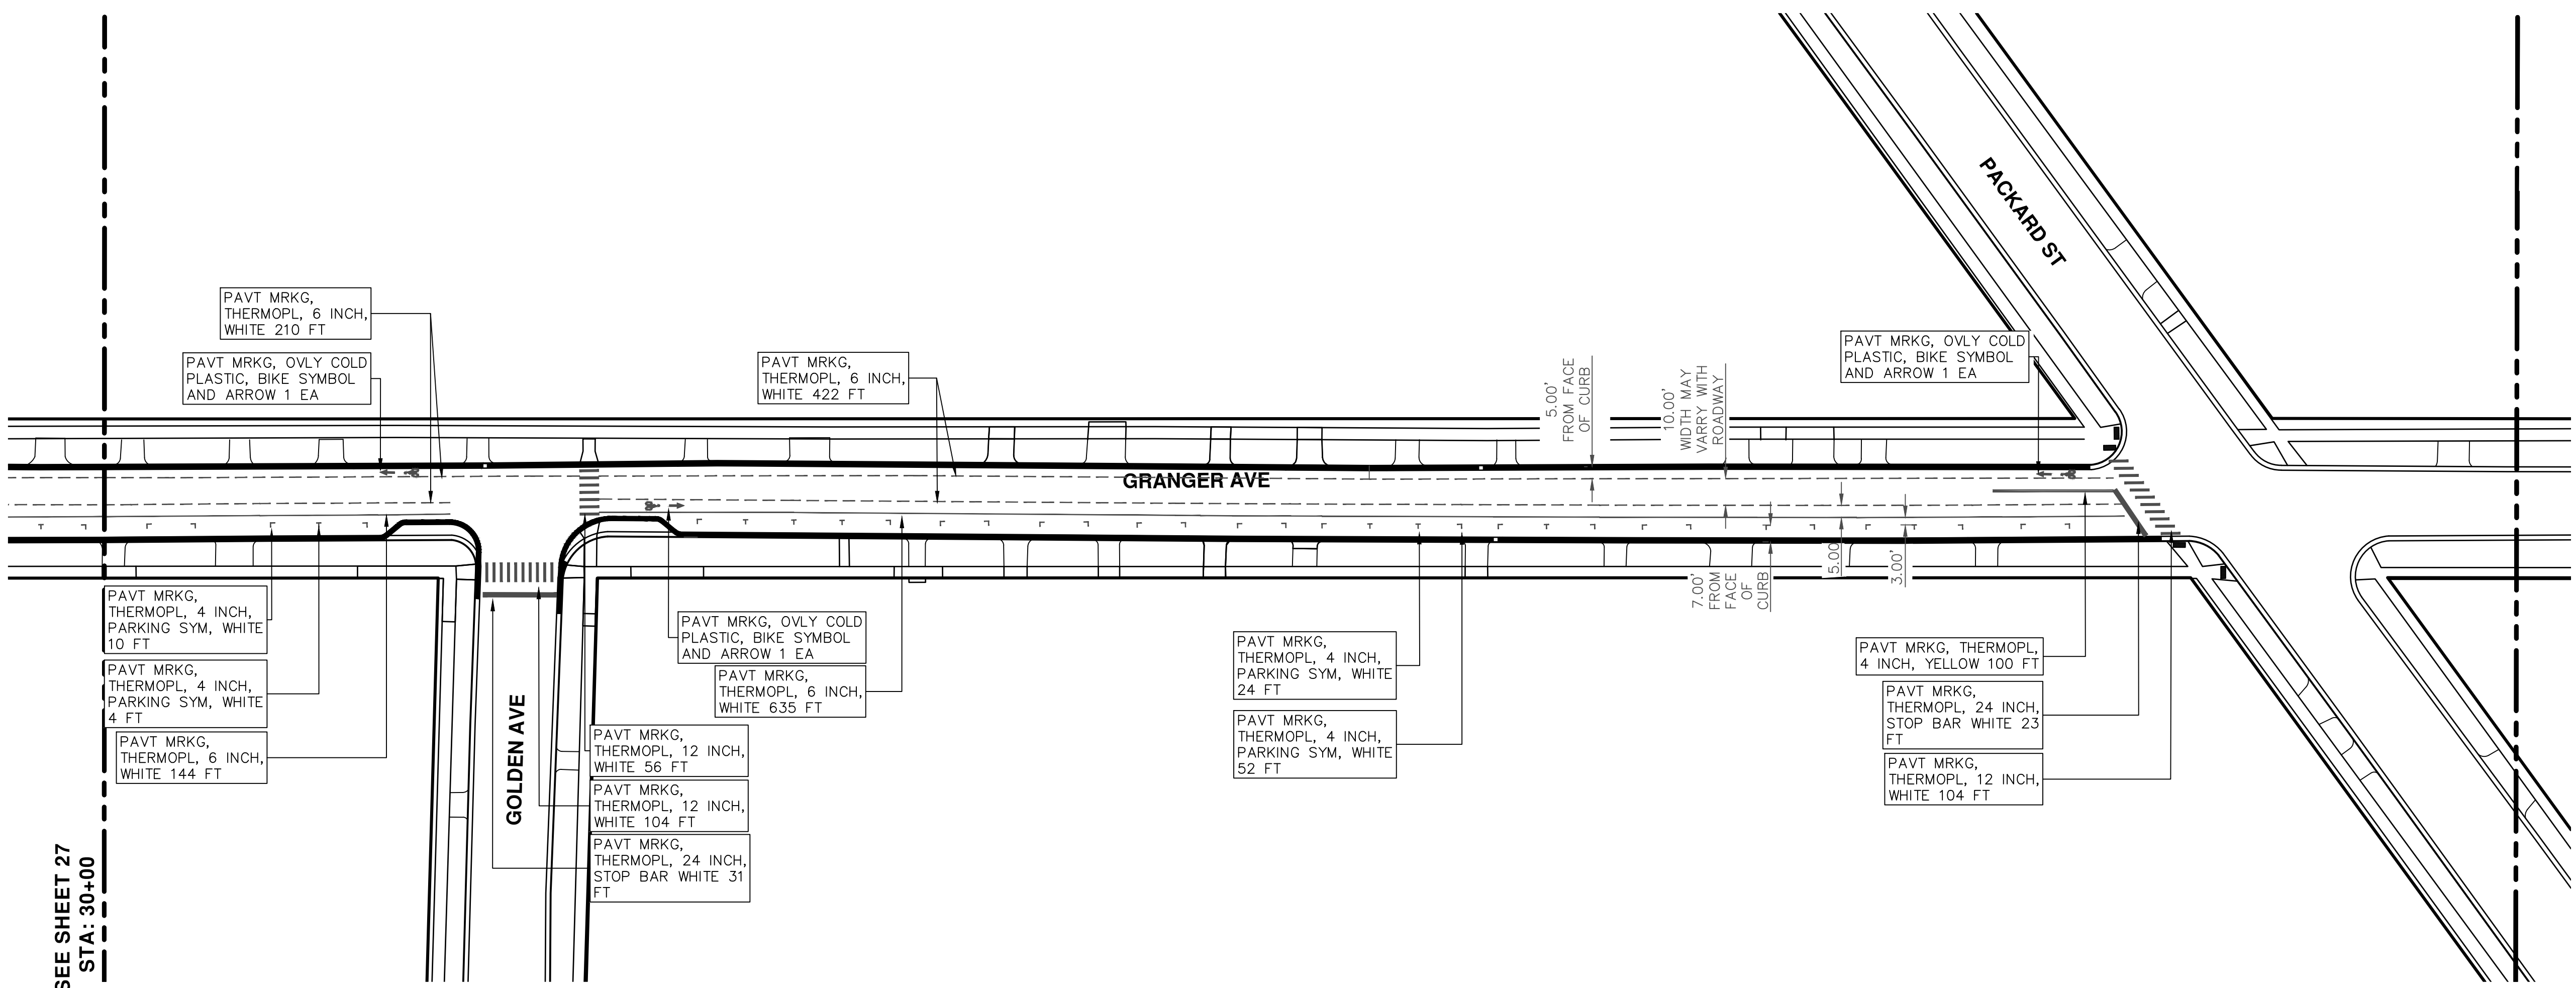 PACKARD ST
PAVT MRKG,
THERMOPL, 6 INCH,
WHITE 210 FT
PAVT MRKG, OVLY COLD
PLASTIC, BIKE SYMBOL
AND ARROW 1 EA
PAVT MRKG,
THERMOPL, 6 INCH,
WHITE 422 FT
5.00'
FROM FACE
OF CURB
10.00'
WIDTH MAY
VARRY WITH
ROADWAY
PAVT MRKG, OVLY COLD
PLASTIC, BIKE SYMBOL
AND ARROW 1 EA
GRANGER AVE
7.00'
FROM
FACE
OF
CURB
5.00'
3.00'
PAVT MRKG,
THERMOPL, 4 INCH,
PARKING SYM, WHITE
10 FT
PAVT MRKG,
THERMOPL, 4 INCH,
PARKING SYM, WHITE
4 FT
PAVT MRKG,
THERMOPL, 6 INCH,
WHITE 144 FT
GOLDEN AVE
PAVT MRKG, OVLY COLD
PLASTIC, BIKE SYMBOL
AND ARROW 1 EA
PAVT MRKG,
THERMOPL, 6 INCH,
WHITE 635 FT
PAVT MRKG,
THERMOPL, 12 INCH,
WHITE 56 FT
PAVT MRKG,
THERMOPL, 12 INCH,
WHITE 104 FT
PAVT MRKG,
THERMOPL, 24 INCH,
STOP BAR WHITE 31
FT
PAVT MRKG,
THERMOPL, 4 INCH,
PARKING SYM, WHITE
24 FT
PAVT MRKG,
THERMOPL, 4 INCH,
PARKING SYM, WHITE
52 FT
PAVT MRKG, THERMOPL,
4 INCH, YELLOW 100 FT
PAVT MRKG,
THERMOPL, 24 INCH,
STOP BAR WHITE 23
FT
PAVT MRKG,
THERMOPL, 12 INCH,
WHITE 104 FT
SEE SHEET 27
STA: 30+00